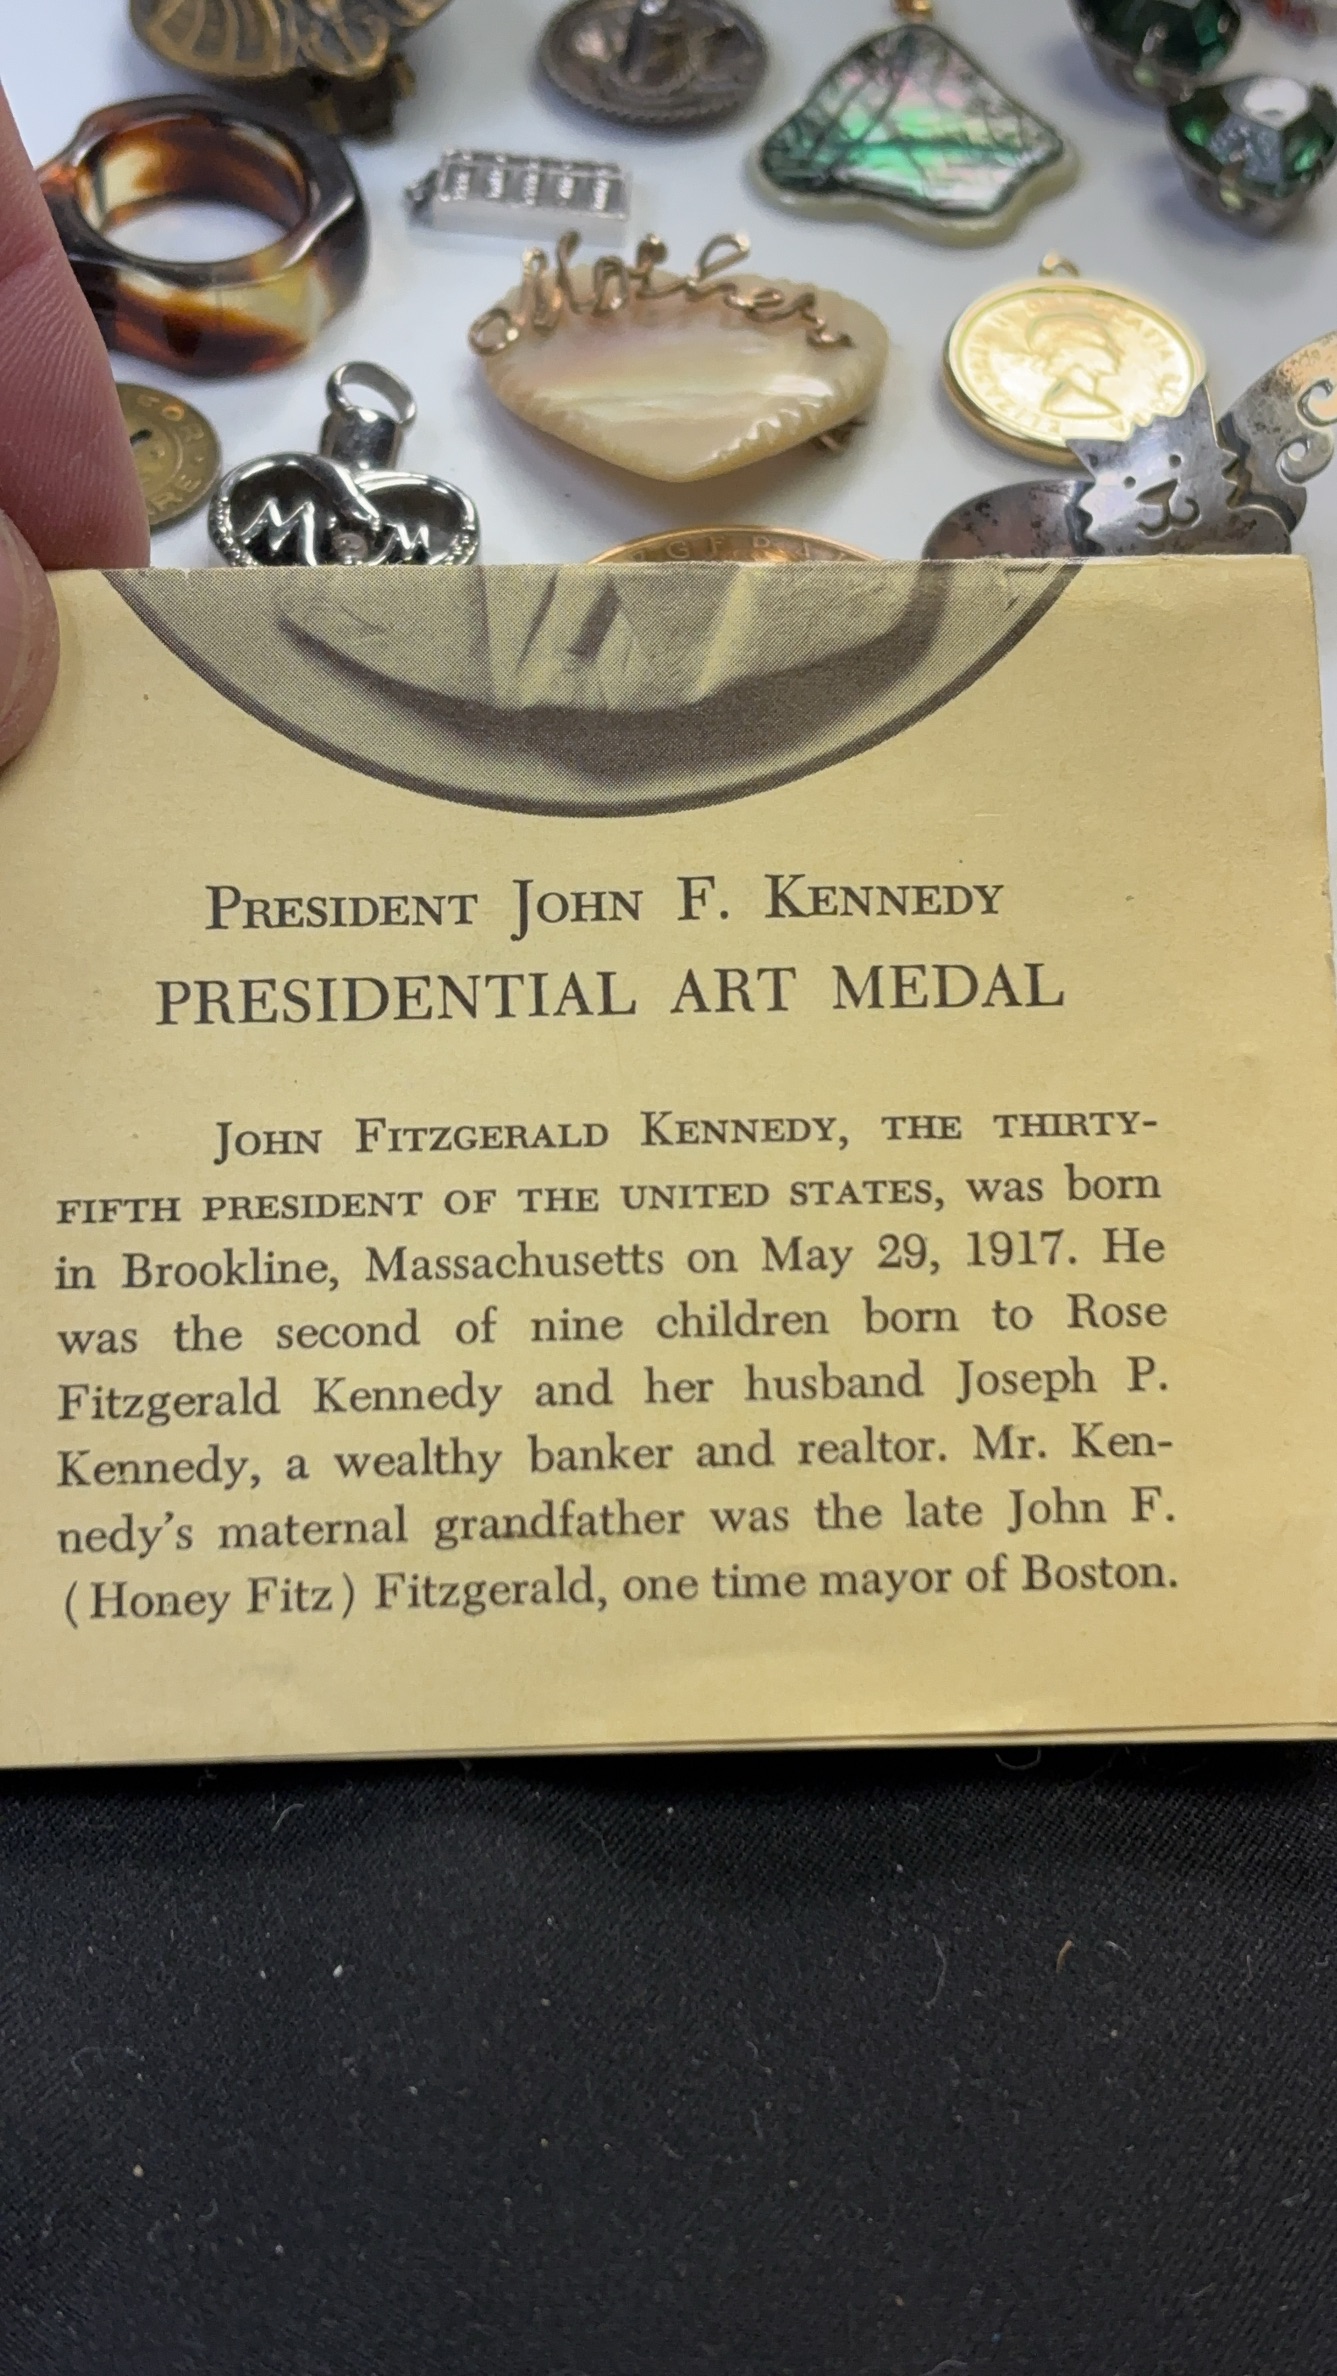 Mother
MOM
PRESIDENT JOHN F. KENNEDY
PRESIDENTIAL ART MEDAL
JOHN FITZGERALD KENNEDY, THE THIRTY-
FIFTH PRESIDENT OF THE UNITED STATES, was born
in Brookline, Massachusetts on May 29, 1917. He
was the second of nine children born to Rose
Fitzgerald Kennedy and her husband Joseph P.
Kennedy, a wealthy banker and realtor. Mr. Ken-
nedy's maternal grandfather was the late John F.
(Honey Fitz) Fitzgerald, one time mayor of Boston.